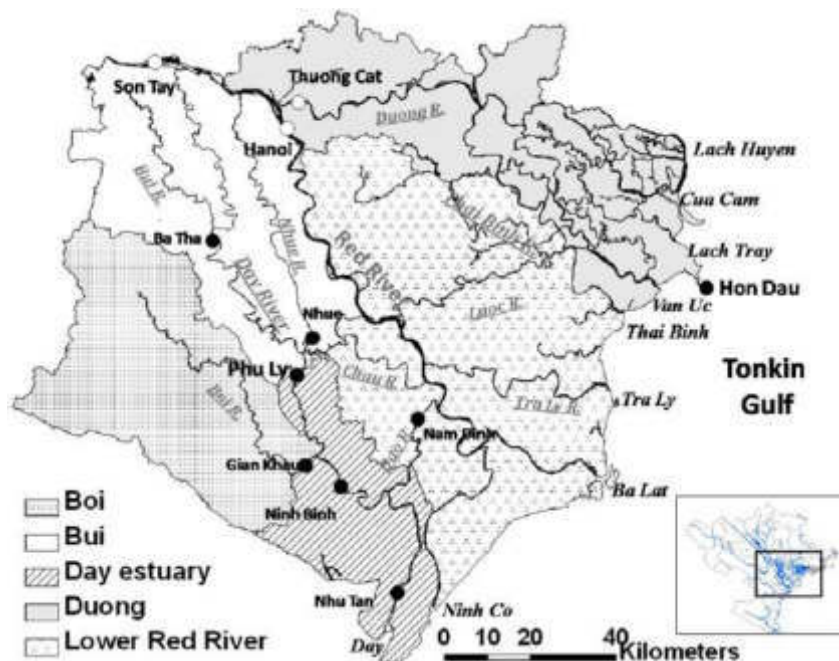 Thuong Cat
Son Tay
Duong R.
Lach Huyen
Hanoi
Cua Cam
Bui R.
Thai Binh R.
Nhue R.
Ba Tha
Red River
Lach Tray
Day River
Hon Dau
Van Uc
Nhue
Luoc R.
Thai Binh
Phu Ly
Chau R.
Tonkin
Gulf
Tra Ly
Boi R.
Tra Ly R.
Nam Dinh
Dao R.
Gian Khau
Ba Lat
Ninh Binh
Boi
Bui
Day estuary
Duong
Lower Red River
Nhu Tan
Ninh Co
Day
0 10 20 40
Kilometers